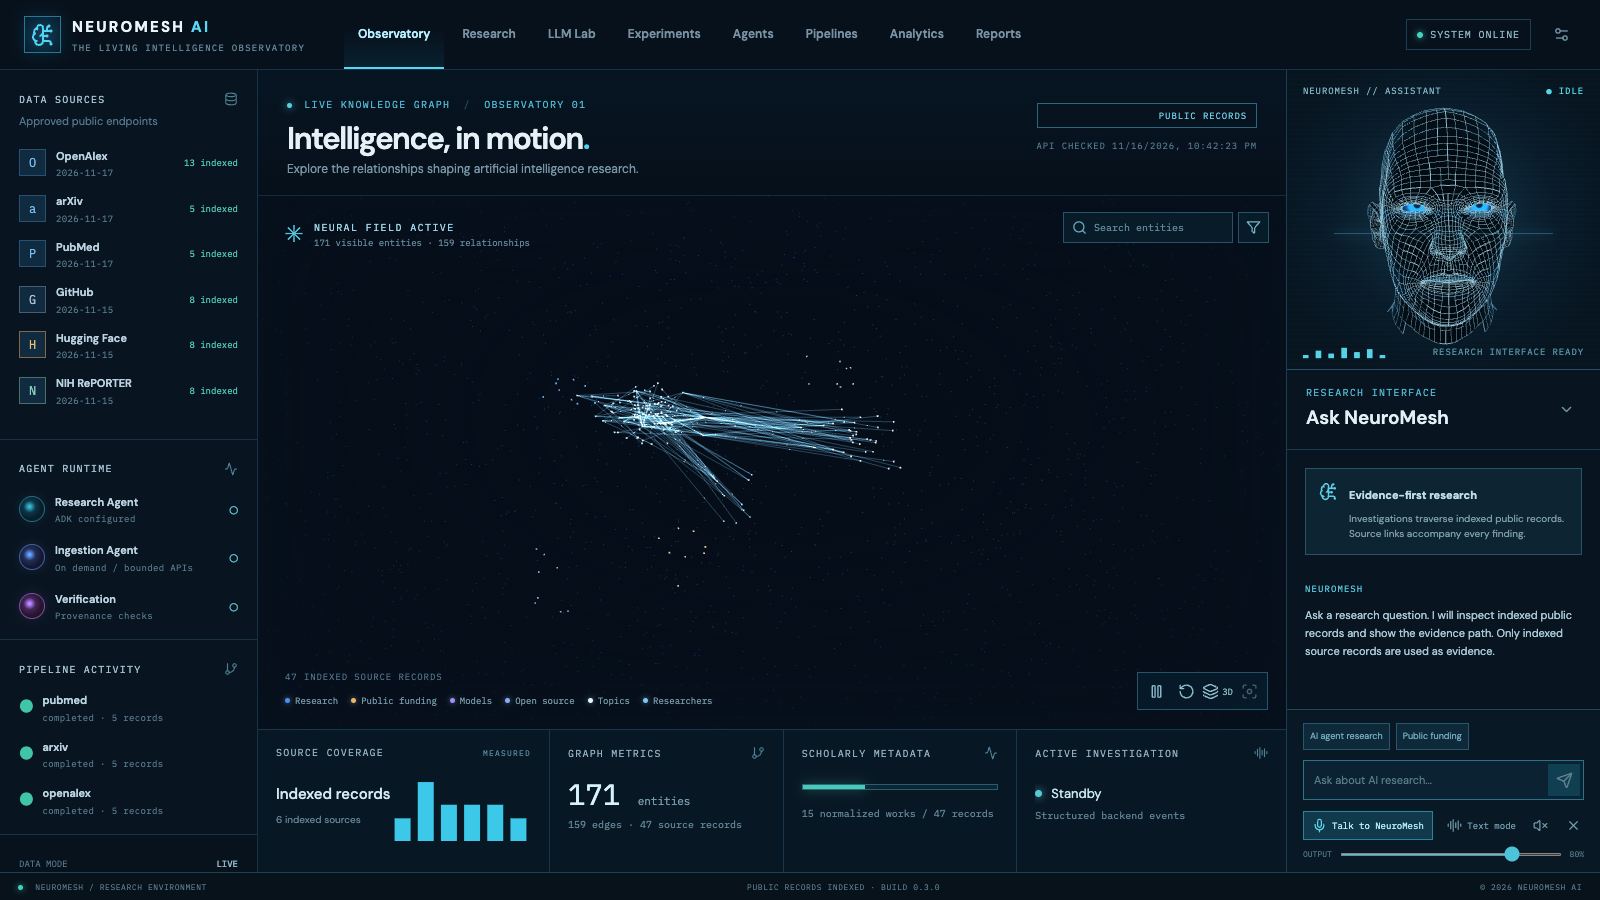 NEUROMESH AI
THE LIVING INTELLIGENCE OBSERVATORY
Observatory
Research
LLM Lab
Experiments
Agents
Pipelines
Analytics
Reports
SYSTEM ONLINE
DATA SOURCES
Approved public endpoints
O
OpenAlex
2026-11-17
13 indexed
a
arXiv
2026-11-17
5 indexed
P
PubMed
2026-11-17
5 indexed
G
GitHub
2026-11-15
8 indexed
H
Hugging Face
2026-11-15
8 indexed
N
NIH RePORTER
2026-11-15
8 indexed
AGENT RUNTIME
Research Agent
ADK configured
Ingestion Agent
On demand / bounded APIs
Verification
Provenance checks
PIPELINE ACTIVITY
pubmed
completed · 5 records
arxiv
completed · 5 records
openalex
completed · 5 records
DATA MODE
LIVE
LIVE KNOWLEDGE GRAPH / OBSERVATORY 01
Intelligence, in motion.
Explore the relationships shaping artificial intelligence research.
PUBLIC RECORDS
API CHECKED 11/16/2026, 10:42:23 PM
NEURAL FIELD ACTIVE
171 visible entities · 159 relationships
Search entities
47 INDEXED SOURCE RECORDS
Research
Public funding
Models
Open source
Topics
Researchers
3D
SOURCE COVERAGE
MEASURED
Indexed records
6 indexed sources
GRAPH METRICS
171 entities
159 edges · 47 source records
SCHOLARLY METADATA
15 normalized works / 47 records
ACTIVE INVESTIGATION
Standby
Structured backend events
NEUROMESH // ASSISTANT
IDLE
RESEARCH INTERFACE READY
RESEARCH INTERFACE
Ask NeuroMesh
Evidence-first research
Investigations traverse indexed public records.
Source links accompany every finding.
NEUROMESH
Ask a research question. I will inspect indexed public
records and show the evidence path. Only indexed
source records are used as evidence.
AI agent research
Public funding
Ask about AI research...
Talk to NeuroMesh
Text mode
OUTPUT
80%
NEUROMESH / RESEARCH ENVIRONMENT
PUBLIC RECORDS INDEXED · BUILD 0.3.0
© 2026 NEUROMESH AI